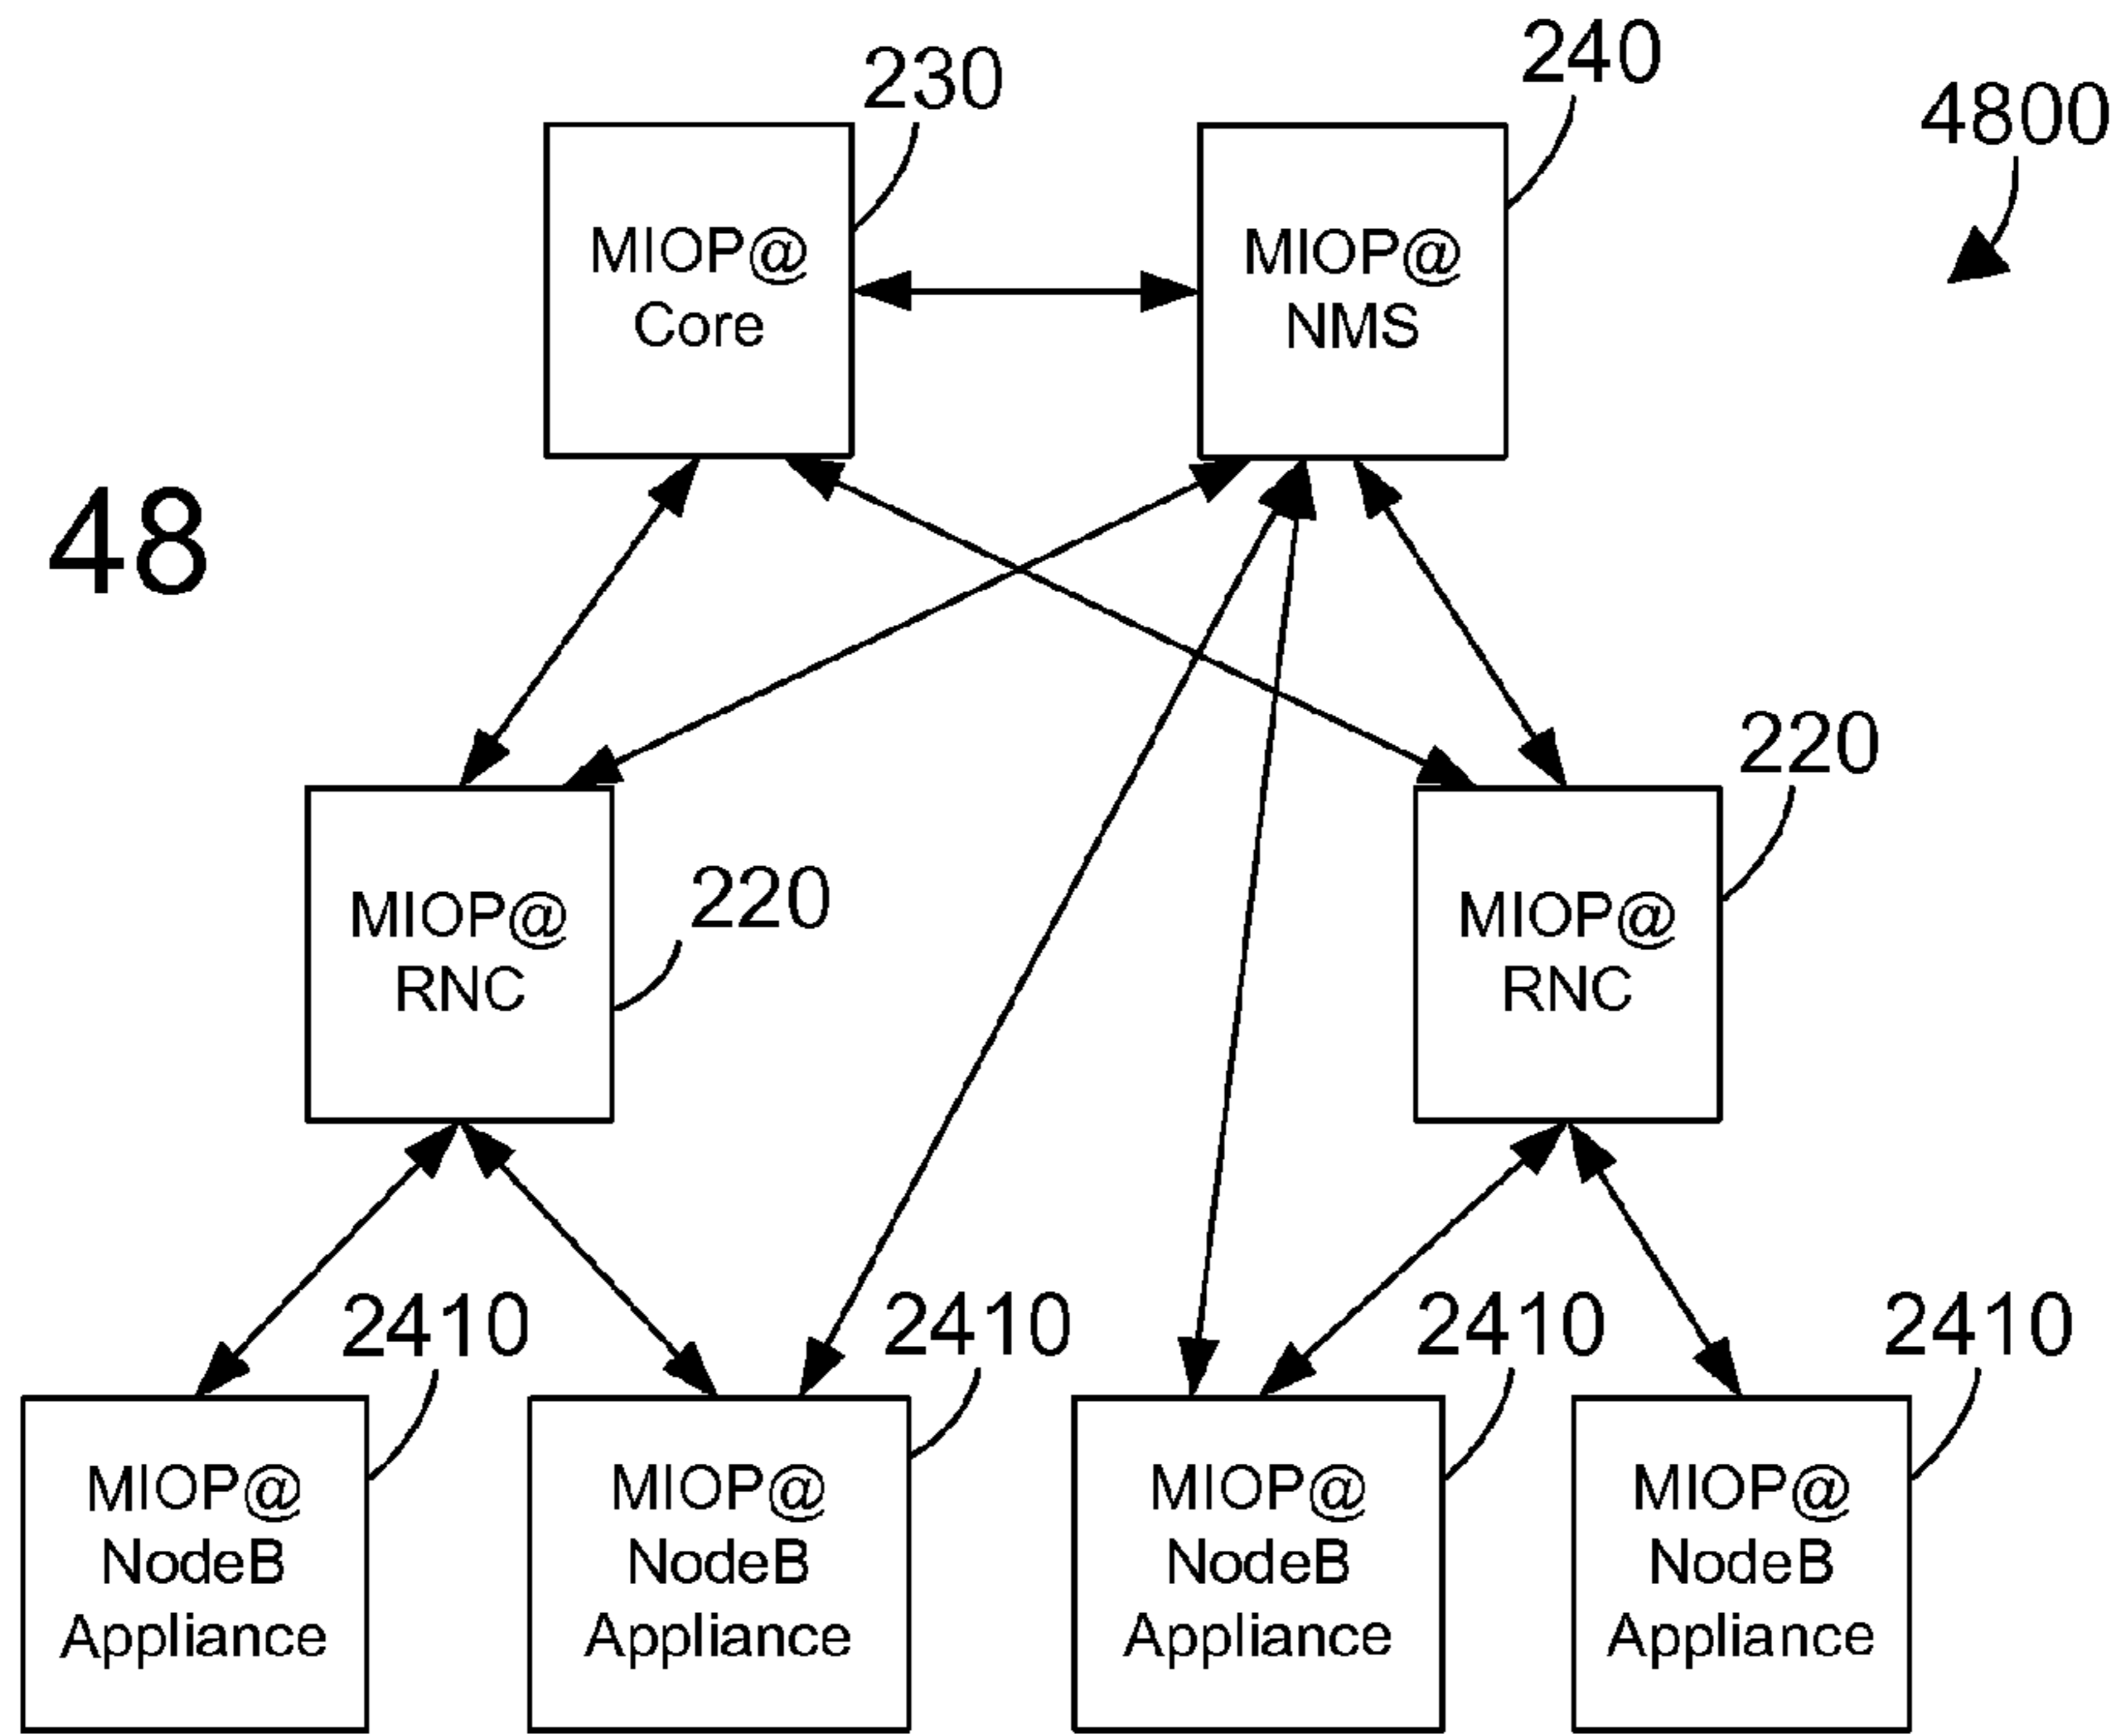 230
240
4800
MIOP@
Core
MIOP@
NMS
48
220
220
MIOP@
RNC
MIOP@
RNC
2410
2410
2410
2410
MIOP@
NodeB
Appliance
MIOP@
NodeB
Appliance
MIOP@
NodeB
Appliance
MIOP@
NodeB
Appliance